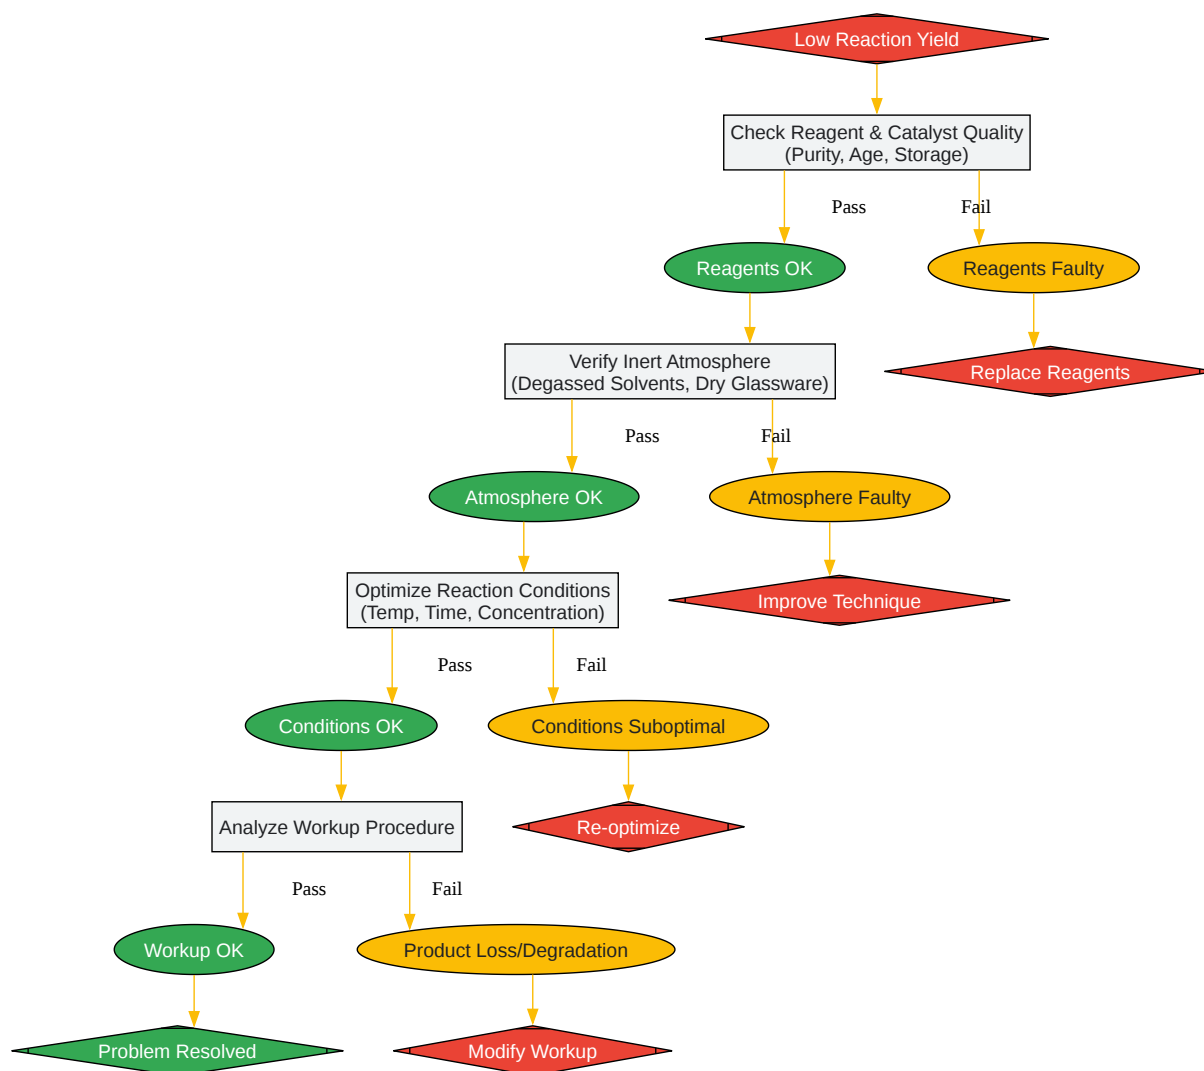 Low Reaction Yield
Check Reagent & Catalyst Quality
(Purity, Age, Storage)
Pass
Fail
Reagents OK
Reagents Faulty
Verify Inert Atmosphere
(Degassed Solvents, Dry Glassware)
Replace Reagents
Pass
Fail
Atmosphere OK
Atmosphere Faulty
Optimize Reaction Conditions
(Temp, Time, Concentration)
Improve Technique
Pass
Fail
Conditions OK
Conditions Suboptimal
Analyze Workup Procedure
Re-optimize
Pass
Fail
Workup OK
Product Loss/Degradation
Problem Resolved
Modify Workup